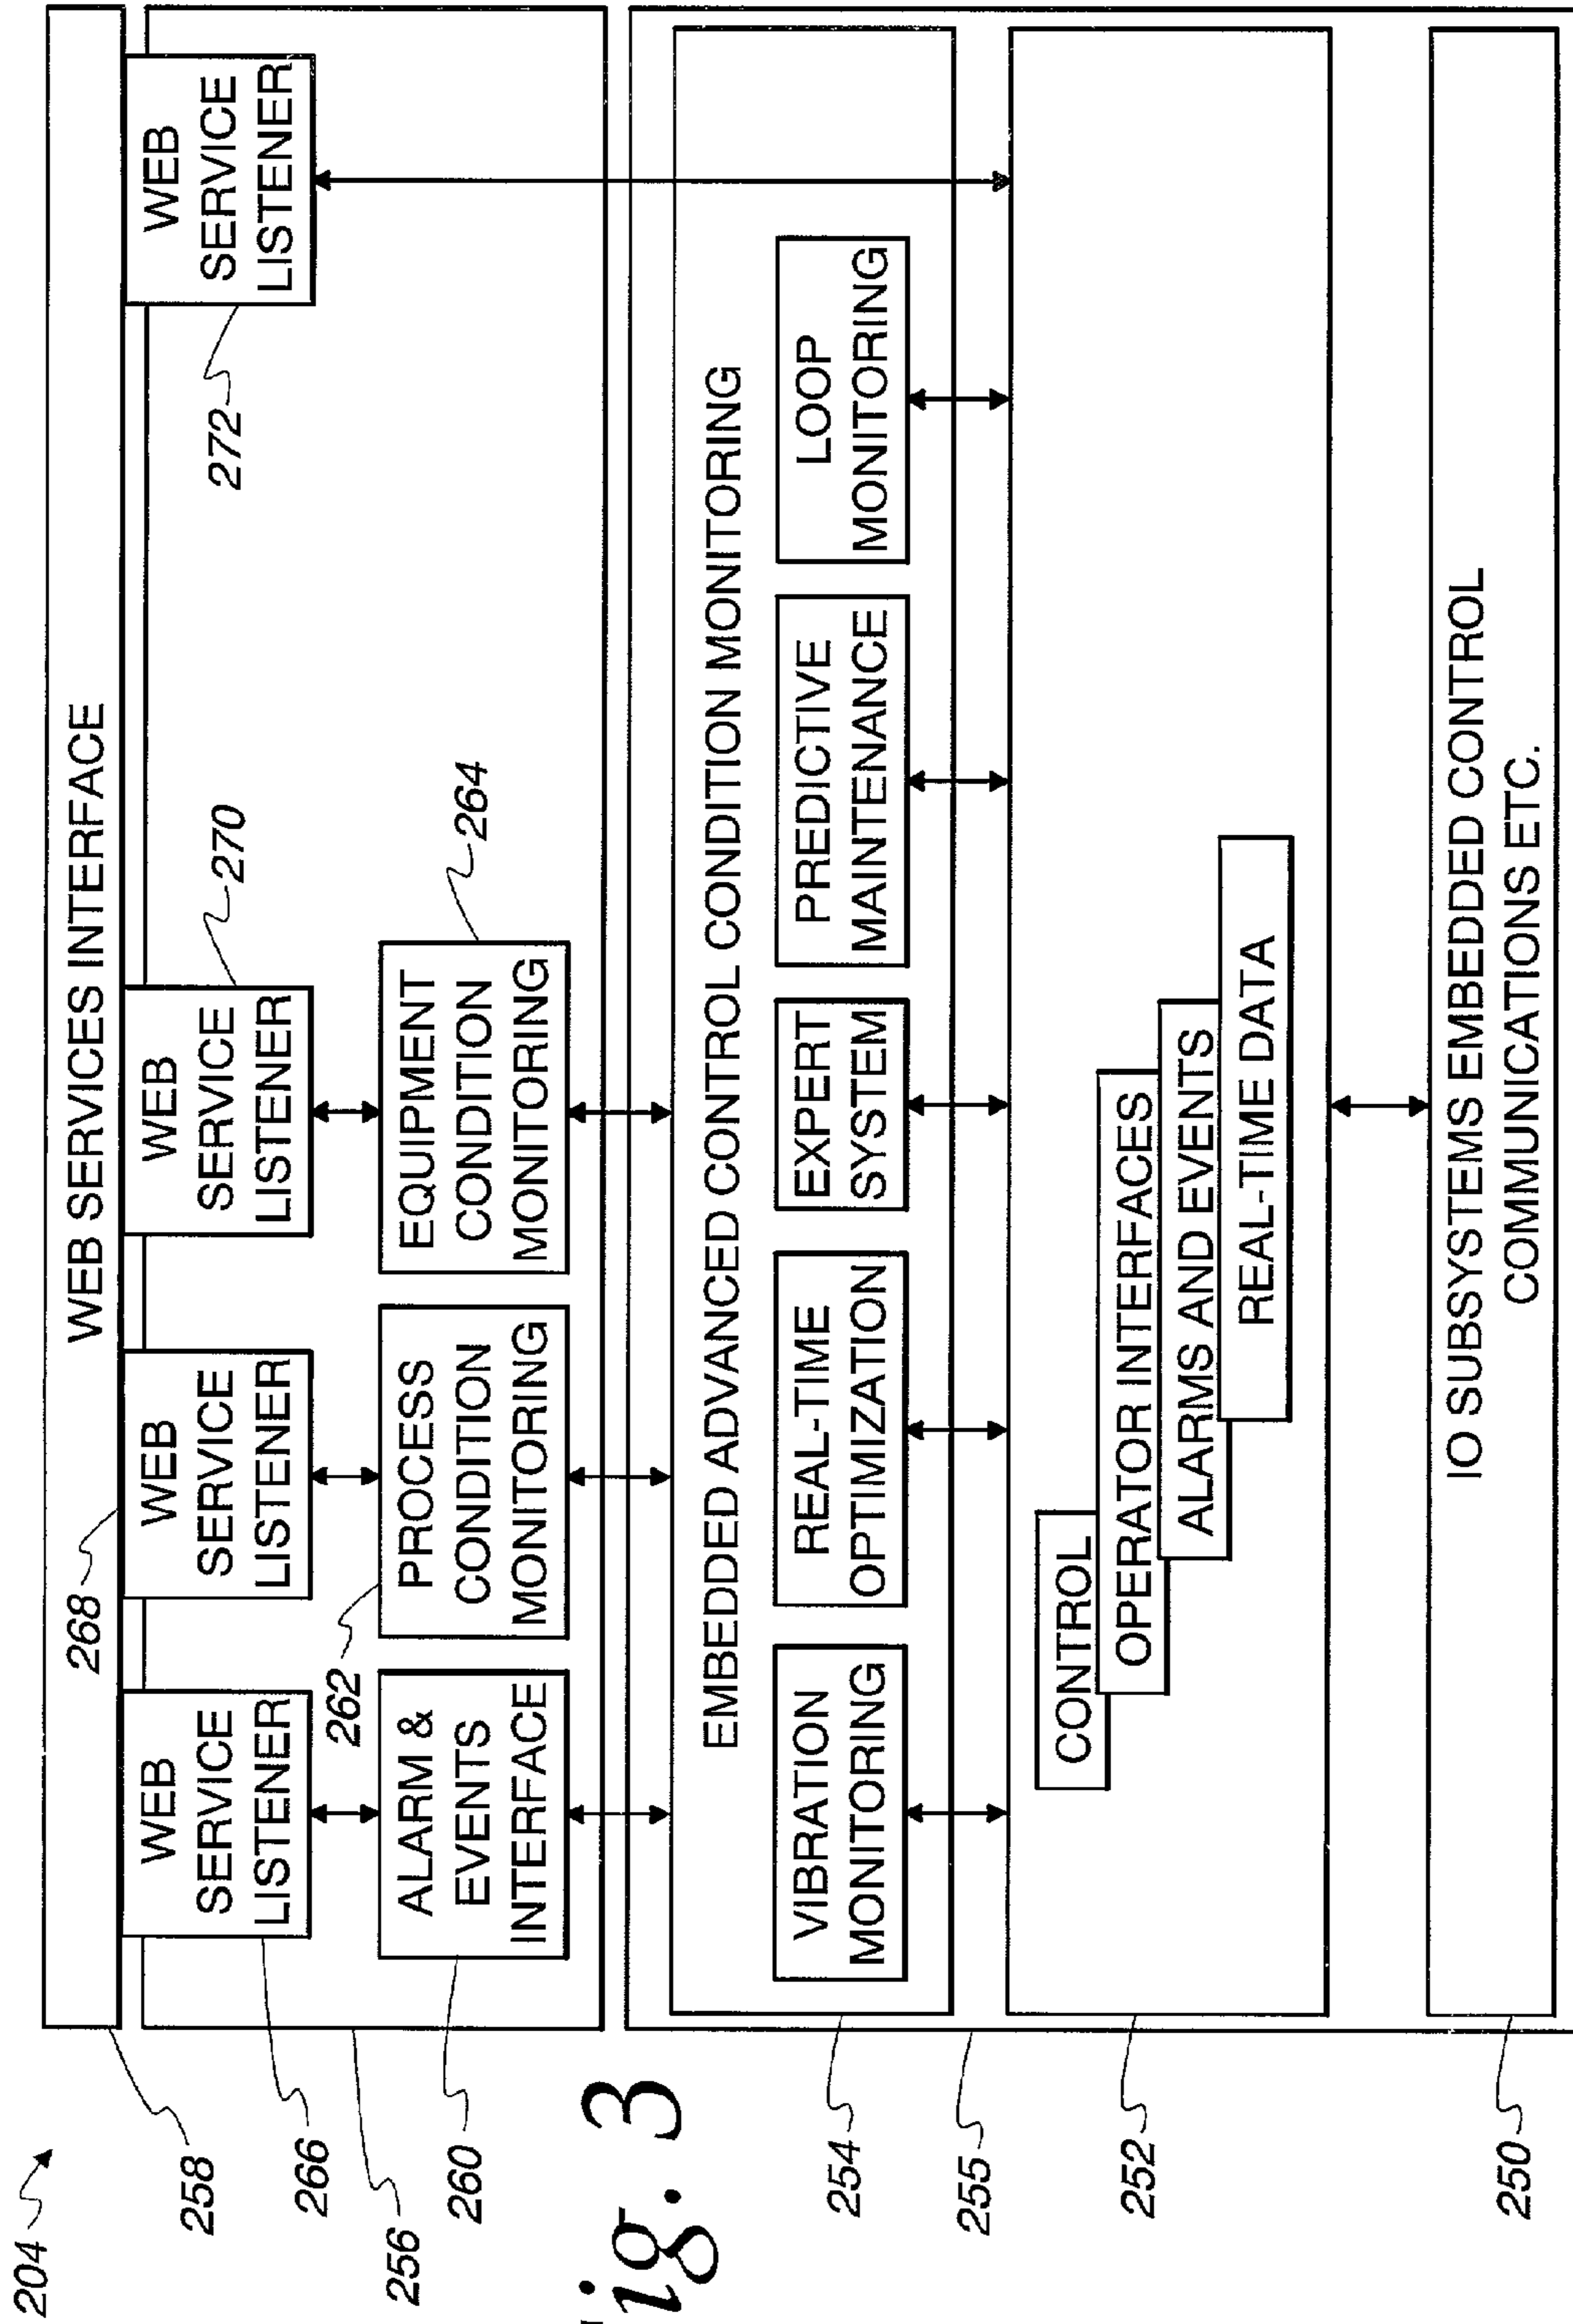 204
WEB SERVICES INTERFACE
258
268
WEB
SERVICE
LISTENER
WEB
SERVICE
LISTENER
WEB
SERVICE
LISTENER
WEB
SERVICE
LISTENER
266
270
272
256
262
264
ALARM &
EVENTS
INTERFACE
PROCESS
CONDITION
MONITORING
EQUIPMENT
CONDITION
MONITORING
260
ig. 3
EMBEDDED ADVANCED CONTROL CONDITION MONITORING
VIBRATION
MONITORING
REAL-TIME
OPTIMIZATION
EXPERT
SYSTEM
PREDICTIVE
MAINTENANCE
LOOP
MONITORING
254
255
CONTROL
OPERATOR INTERFACES
ALARMS AND EVENTS
REAL-TIME DATA
252
IO SUBSYSTEMS EMBEDDED CONTROL
COMMUNICATIONS ETC.
250